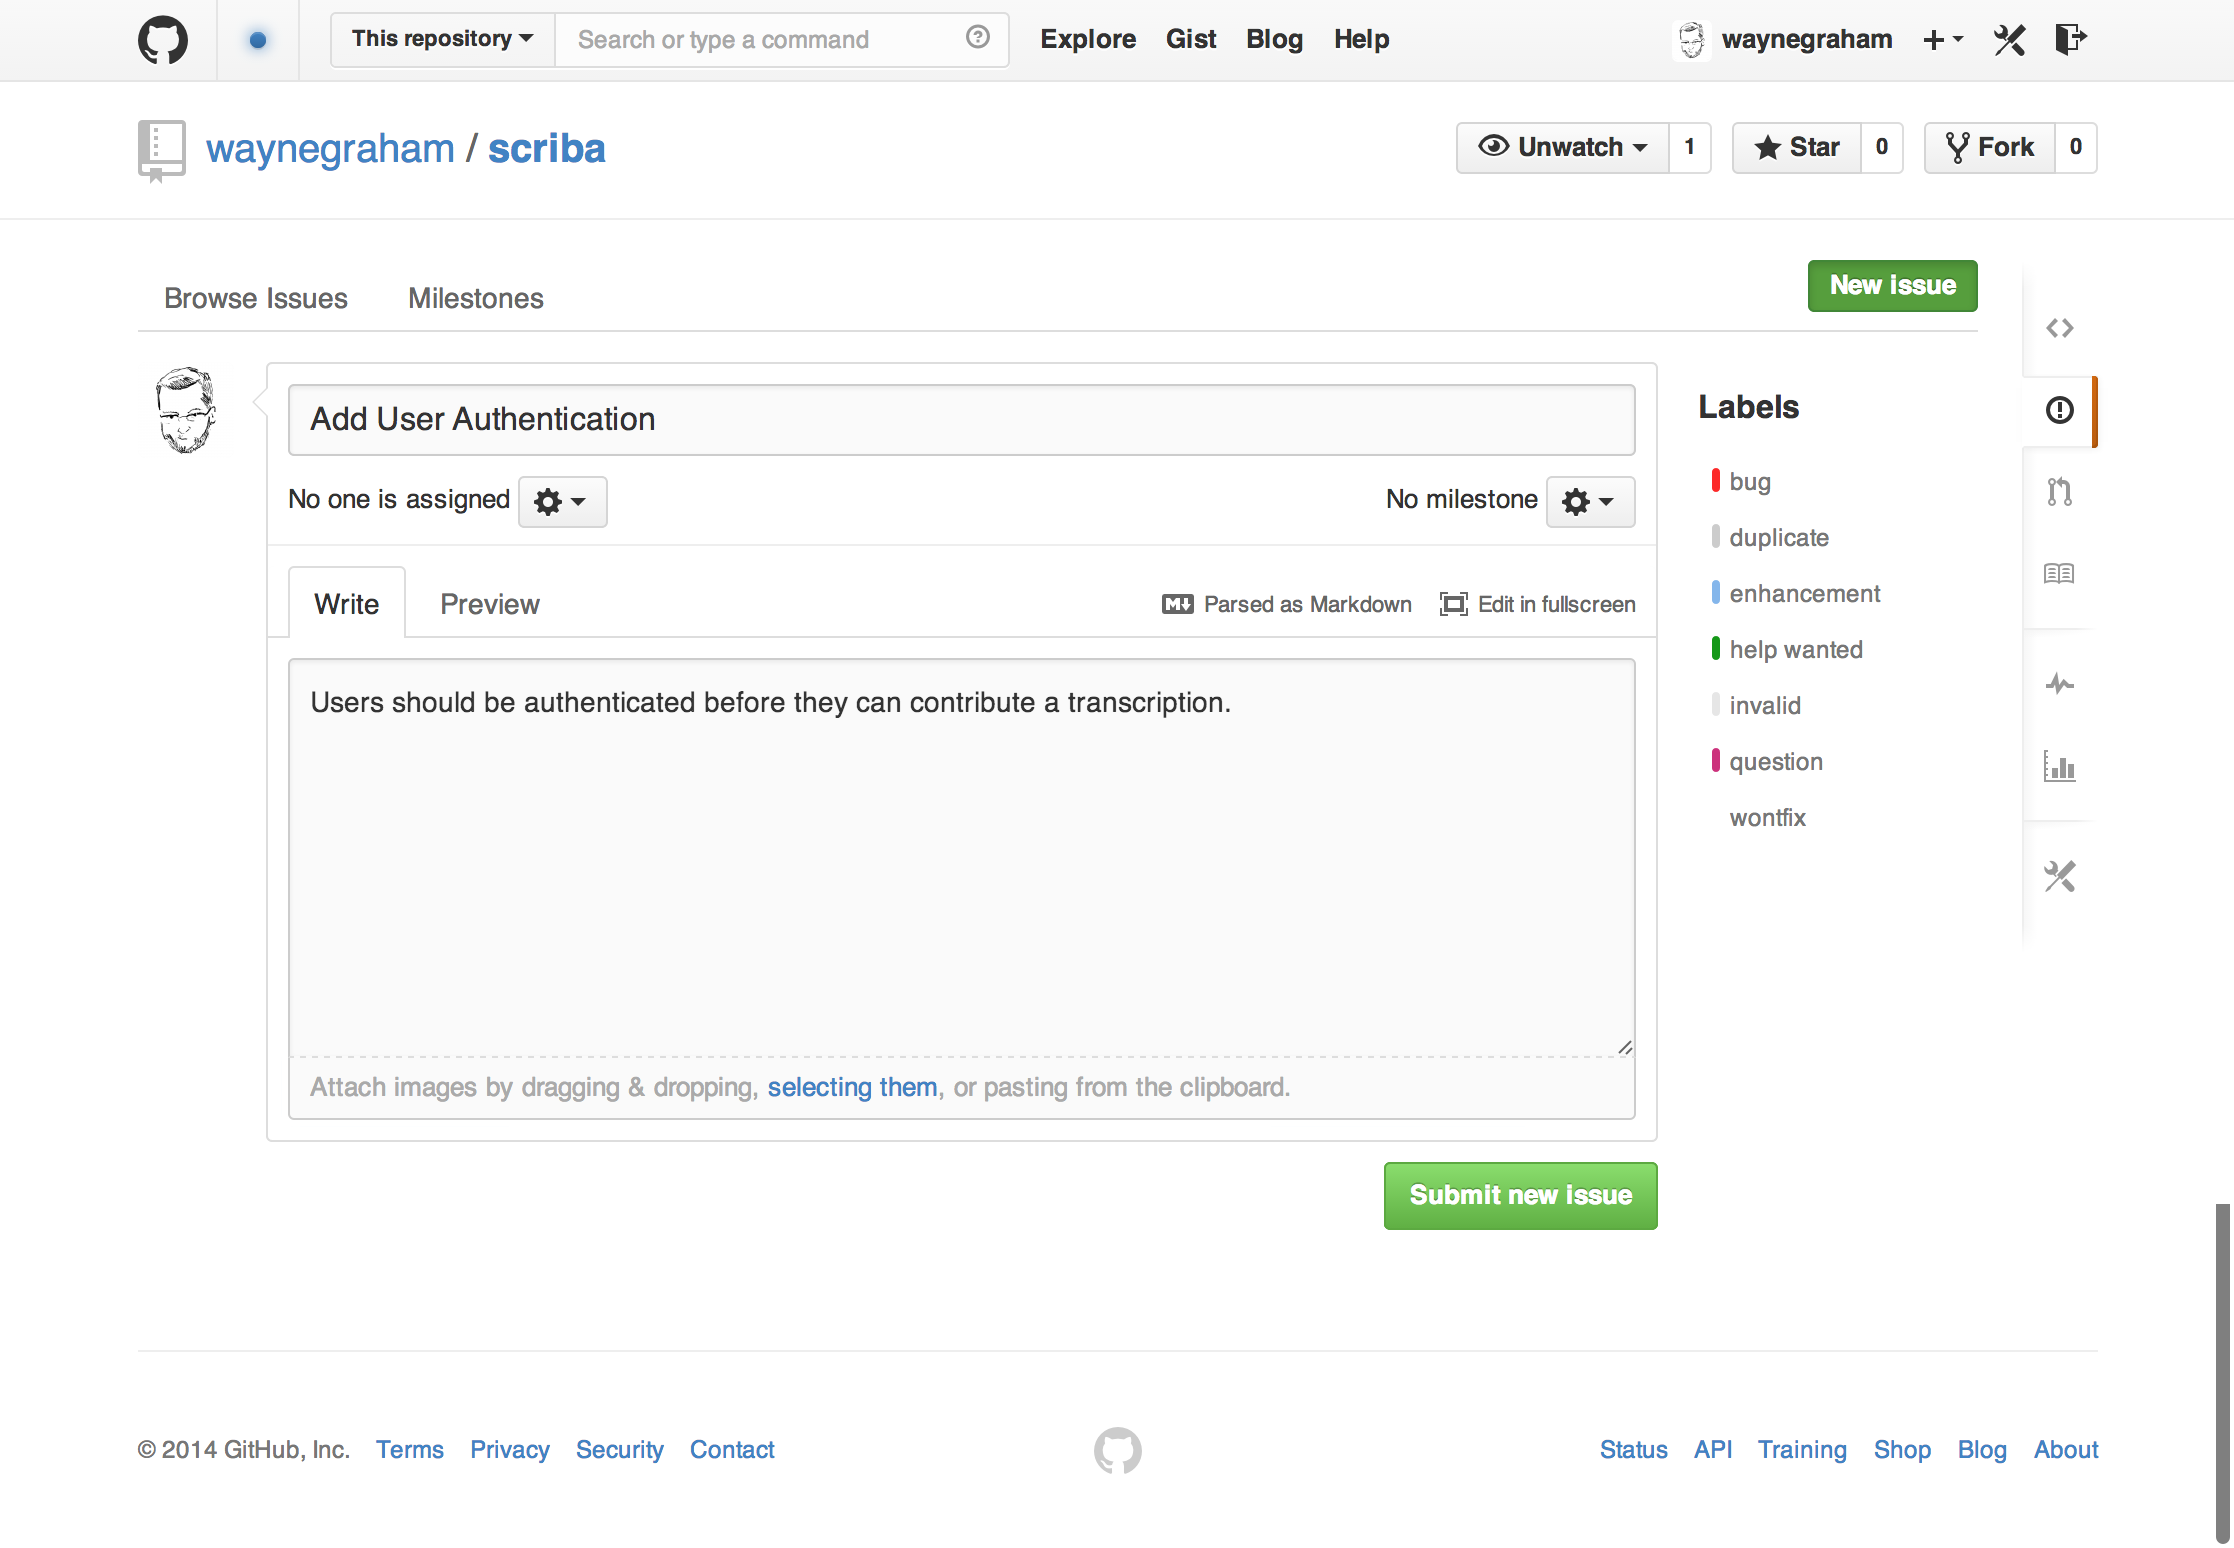 This repository Search or type a command Explore Gist Blog Help waynegraham
waynegraham / scriba Unwatch 1 Star 0 Fork 0
Browse Issues Milestones New issue
Add User Authentication
Labels
No one is assigned No milestone
bug
duplicate
enhancement
Write Preview Parsed as Markdown Edit in fullscreen
help wanted
Users should be authenticated before they can contribute a transcription.
invalid
question
wontfix
Attach images by dragging & dropping, selecting them, or pasting from the clipboard.
Submit new issue
© 2014 GitHub, Inc. Terms Privacy Security Contact Status API Training Shop Blog About